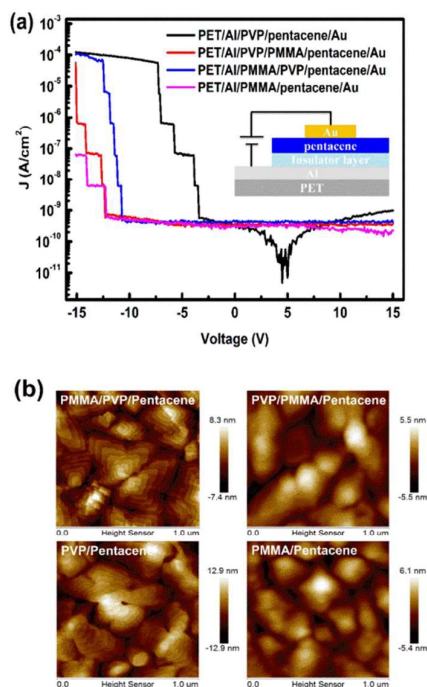 (a)
PET/Al/PVP/pentacene/Au
PET/Al/PVP/PMMA/pentacene/Au
PET/Al/PMMA/PVP/pentacene/Au
PET/Al/PMMA/pentacene/Au
Au
pentacene
Insulator layer
Al
PET
J (A/cm²)
10⁻³
10⁻⁴
10⁻⁵
10⁻⁶
10⁻⁷
10⁻⁸
10⁻⁹
10⁻¹⁰
10⁻¹¹
-15 -10 -5 0 5 10 15
Voltage (V)
(b)
PMMA/PVP/Pentacene
8.3 nm
-7.4 nm
0.0 Height Sensor 1.0 um
PVP/PMMA/Pentacene
5.5 nm
-5.5 nm
0.0 Height Sensor 1.0 um
PVP/Pentacene
12.9 nm
-12.9 nm
0.0 Height Sensor 1.0 um
PMMA/Pentacene
6.1 nm
-5.4 nm
0.0 Height Sensor 1.0 um